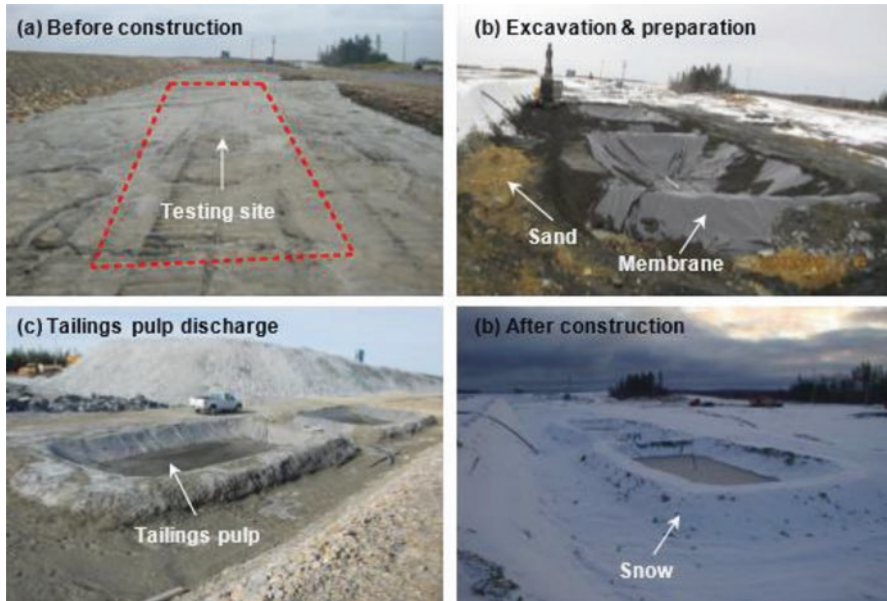 (a) Before construction
Testing site
(b) Excavation & preparation
Sand
Membrane
(c) Tailings pulp discharge
Tailings pulp
(b) After construction
Snow